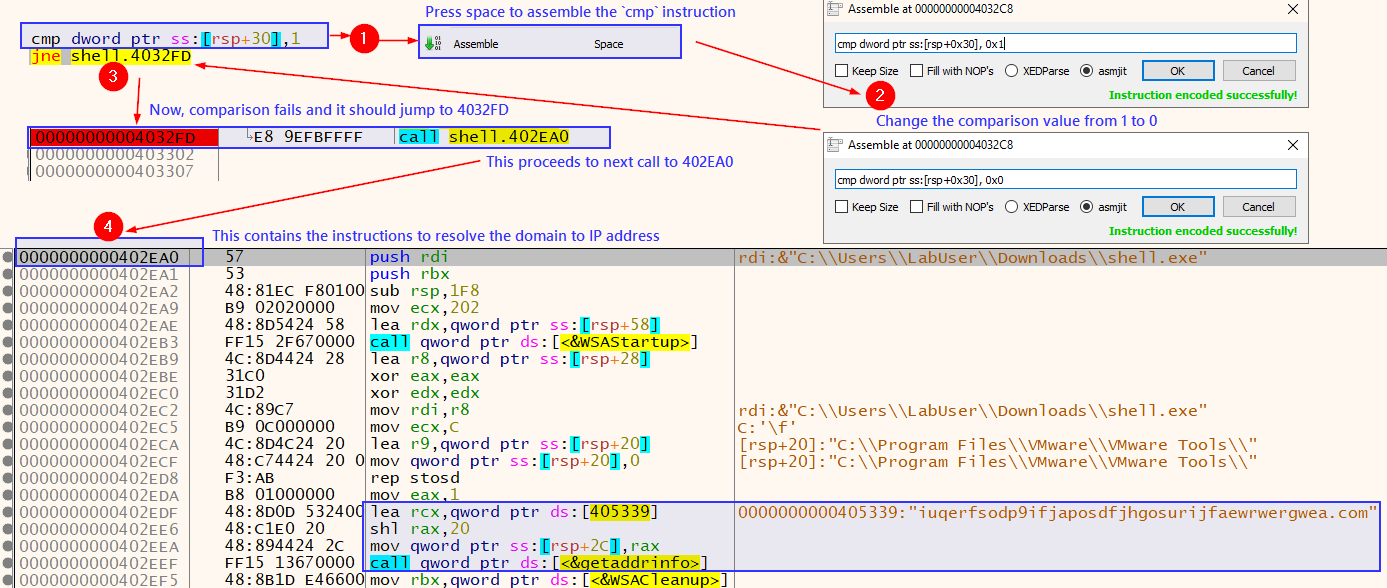 Press space to assemble the `cmp` instruction
Assemble at 00000000004032C8
cmp dword ptr ss:[rsp+30],1
jne shell.4032FD
1
Assemble Space
cmp dword ptr ss:[rsp+0x30], 0x1
Keep Size Fill with NOP's XEDParse asmjit OK Cancel
Instruction encoded successfully!
2
3
Now, comparison fails and it should jump to 4032FD
Change the comparison value from 1 to 0
00000000004032FD E8 9EFBFFFF call shell.402EA0
0000000000403302
0000000000403307
This proceeds to next call to 402EA0
Assemble at 00000000004032C8
cmp dword ptr ss:[rsp+0x30], 0x0
Keep Size Fill with NOP's XEDParse asmjit OK Cancel
Instruction encoded successfully!
4
This contains the instructions to resolve the domain to IP address
0000000000402EA0 57 push rdi rdi:&"C:\\Users\\LabUser\\Downloads\\shell.exe"
0000000000402EA1 53 push rbx
0000000000402EA2 48:81EC F80100 sub rsp,1F8
0000000000402EA9 B9 02020000 mov ecx,202
0000000000402EAE 48:8D5424 58 lea rdx,qword ptr ss:[rsp+58]
0000000000402EB3 FF15 2F670000 call qword ptr ds:[<&WSAStartup>]
0000000000402EB9 4C:8D4424 28 lea r8,qword ptr ss:[rsp+28]
0000000000402EBE 31C0 xor eax,eax
0000000000402EC0 31D2 xor edx,edx
0000000000402EC2 4C:89C7 mov rdi,r8 rdi:&"C:\\Users\\LabUser\\Downloads\\shell.exe"
0000000000402EC5 B9 0C000000 mov ecx,C C:'\f'
0000000000402ECA 4C:8D4C24 20 lea r9,qword ptr ss:[rsp+20] [rsp+20]:"C:\\Program Files\\VMware\\VMware Tools\\"
0000000000402ECF 48:C74424 20 0 mov qword ptr ss:[rsp+20],0 [rsp+20]:"C:\\Program Files\\VMware\\VMware Tools\\"
0000000000402ED8 F3:AB rep stosd
0000000000402EDA B8 01000000 mov eax,1
0000000000402EDF 48:8D0D 532400 lea rcx,qword ptr ds:[405339] 0000000000405339:"iuqerfsodp9ifjaposdfjhgosurijfaewrwergwea.com"
0000000000402EE6 48:C1E0 20 shl rax,20
0000000000402EEA 48:894424 2C mov qword ptr ss:[rsp+2C],rax
0000000000402EEF FF15 13670000 call qword ptr ds:[<&getaddrinfo>]
0000000000402EF5 48:8B1D E46600 mov rbx,qword ptr ds:[<&WSACleanup>]